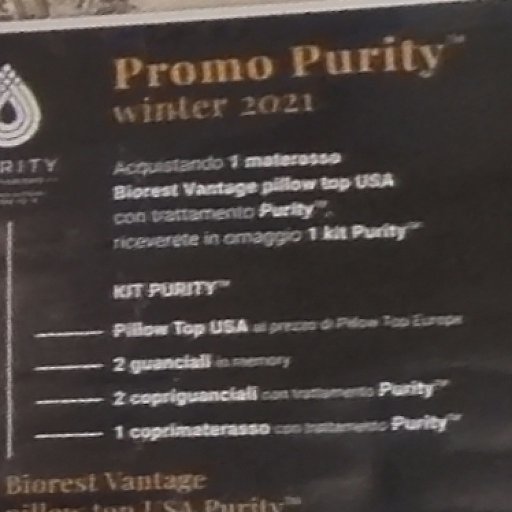 Promo Purity™
winter 2021
RITY
Acquistando 1 materasso
Biorest Vantage pillow top USA
con trattamento Purity™,
riceverete in omaggio 1 kit Purity™
KIT PURITY™
Pillow Top USA al prezzo di Pillow Top Europa
2 guanciali in memory
2 copriguanciali con trattamento Purity™
1 coprimaterasso con trattamento Purity™
Biorest Vantage
pillow top USA Purity™